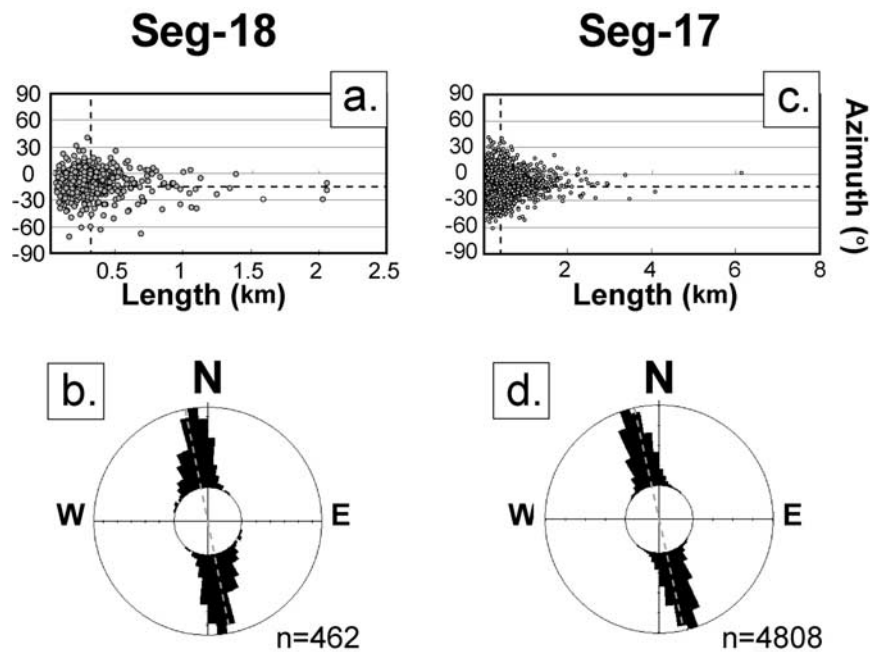 Seg-18
Seg-17
a.
90
60
30
0
-30
-60
-90
0.5
1
1.5
2
2.5
Length (km)
c.
90
60
30
0
-30
-60
-90
2
4
6
8
Length (km)
Azimuth (°)
b.
N
W
E
n=462
d.
N
W
E
n=4808